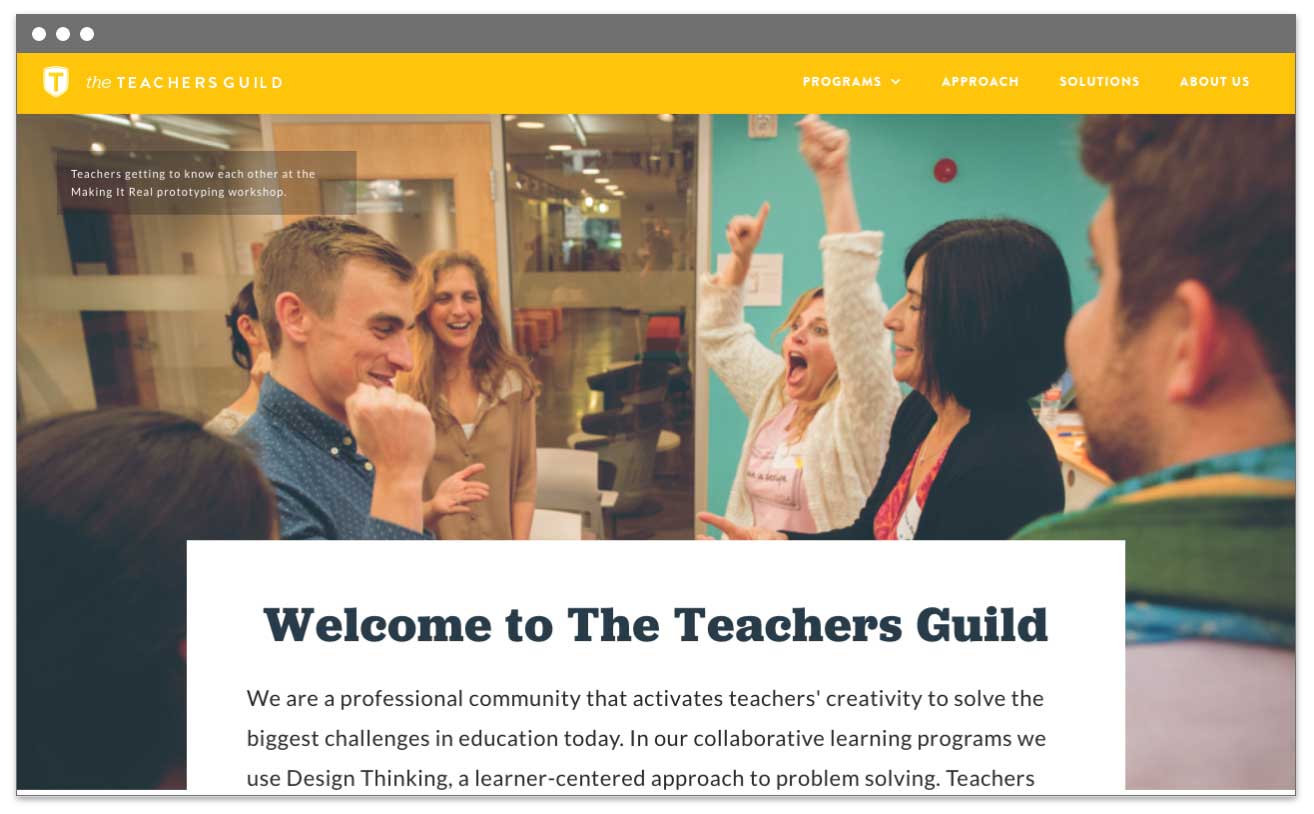 T the TEACHERS GUILD
PROGRAMS APPROACH SOLUTIONS ABOUT US
Teachers getting to know each other at the
Making It Real prototyping workshop.
Welcome to The Teachers Guild
We are a professional community that activates teachers' creativity to solve the
biggest challenges in education today. In our collaborative learning programs we
use Design Thinking, a learner-centered approach to problem solving. Teachers